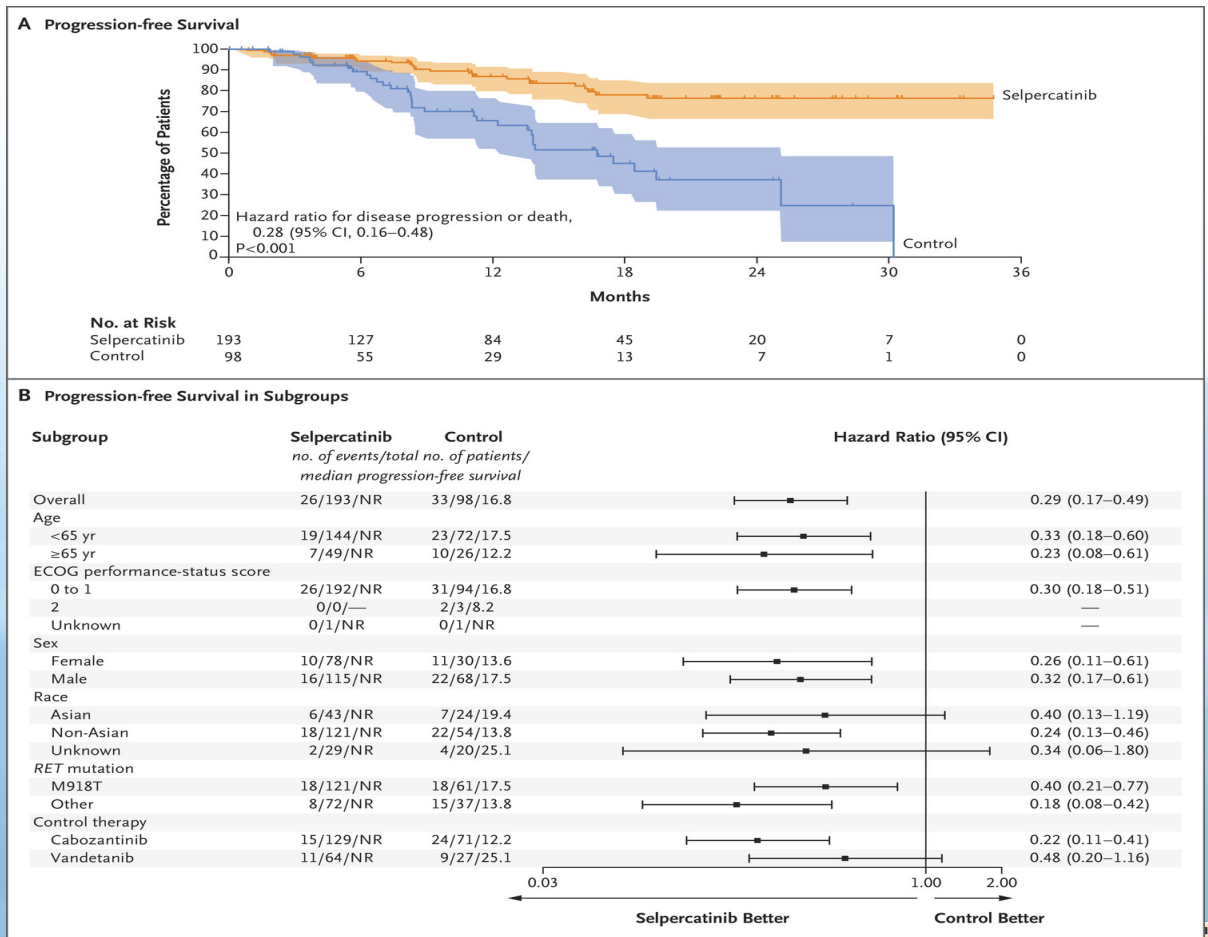 A Progression-free Survival
100
90
80
70
60
50
40
30
20
10
0
Percentage of Patients
Selpercatinib
Hazard ratio for disease progression or death,
0.28 (95% CI, 0.16–0.48)
P<0.001
Control
0 6 12 18 24 30 36
Months
No. at Risk
Selpercatinib 193 127 84 45 20 7 0
Control 98 55 29 13 7 1 0
B Progression-free Survival in Subgroups
Subgroup Selpercatinib Control Hazard Ratio (95% CI)
no. of events/total no. of patients/
median progression-free survival
Overall 26/193/NR 33/98/16.8 0.29 (0.17–0.49)
Age
<65 yr 19/144/NR 23/72/17.5 0.33 (0.18–0.60)
≥65 yr 7/49/NR 10/26/12.2 0.23 (0.08–0.61)
ECOG performance-status score
0 to 1 26/192/NR 31/94/16.8 0.30 (0.18–0.51)
2 0/0/— 2/3/8.2 —
Unknown 0/1/NR 0/1/NR —
Sex
Female 10/78/NR 11/30/13.6 0.26 (0.11–0.61)
Male 16/115/NR 22/68/17.5 0.32 (0.17–0.61)
Race
Asian 6/43/NR 7/24/19.4 0.40 (0.13–1.19)
Non-Asian 18/121/NR 22/54/13.8 0.24 (0.13–0.46)
Unknown 2/29/NR 4/20/25.1 0.34 (0.06–1.80)
RET mutation
M918T 18/121/NR 18/61/17.5 0.40 (0.21–0.77)
Other 8/72/NR 15/37/13.8 0.18 (0.08–0.42)
Control therapy
Cabozantinib 15/129/NR 24/71/12.2 0.22 (0.11–0.41)
Vandetanib 11/64/NR 9/27/25.1 0.48 (0.20–1.16)
0.03 1.00 2.00
Selpercatinib Better Control Better